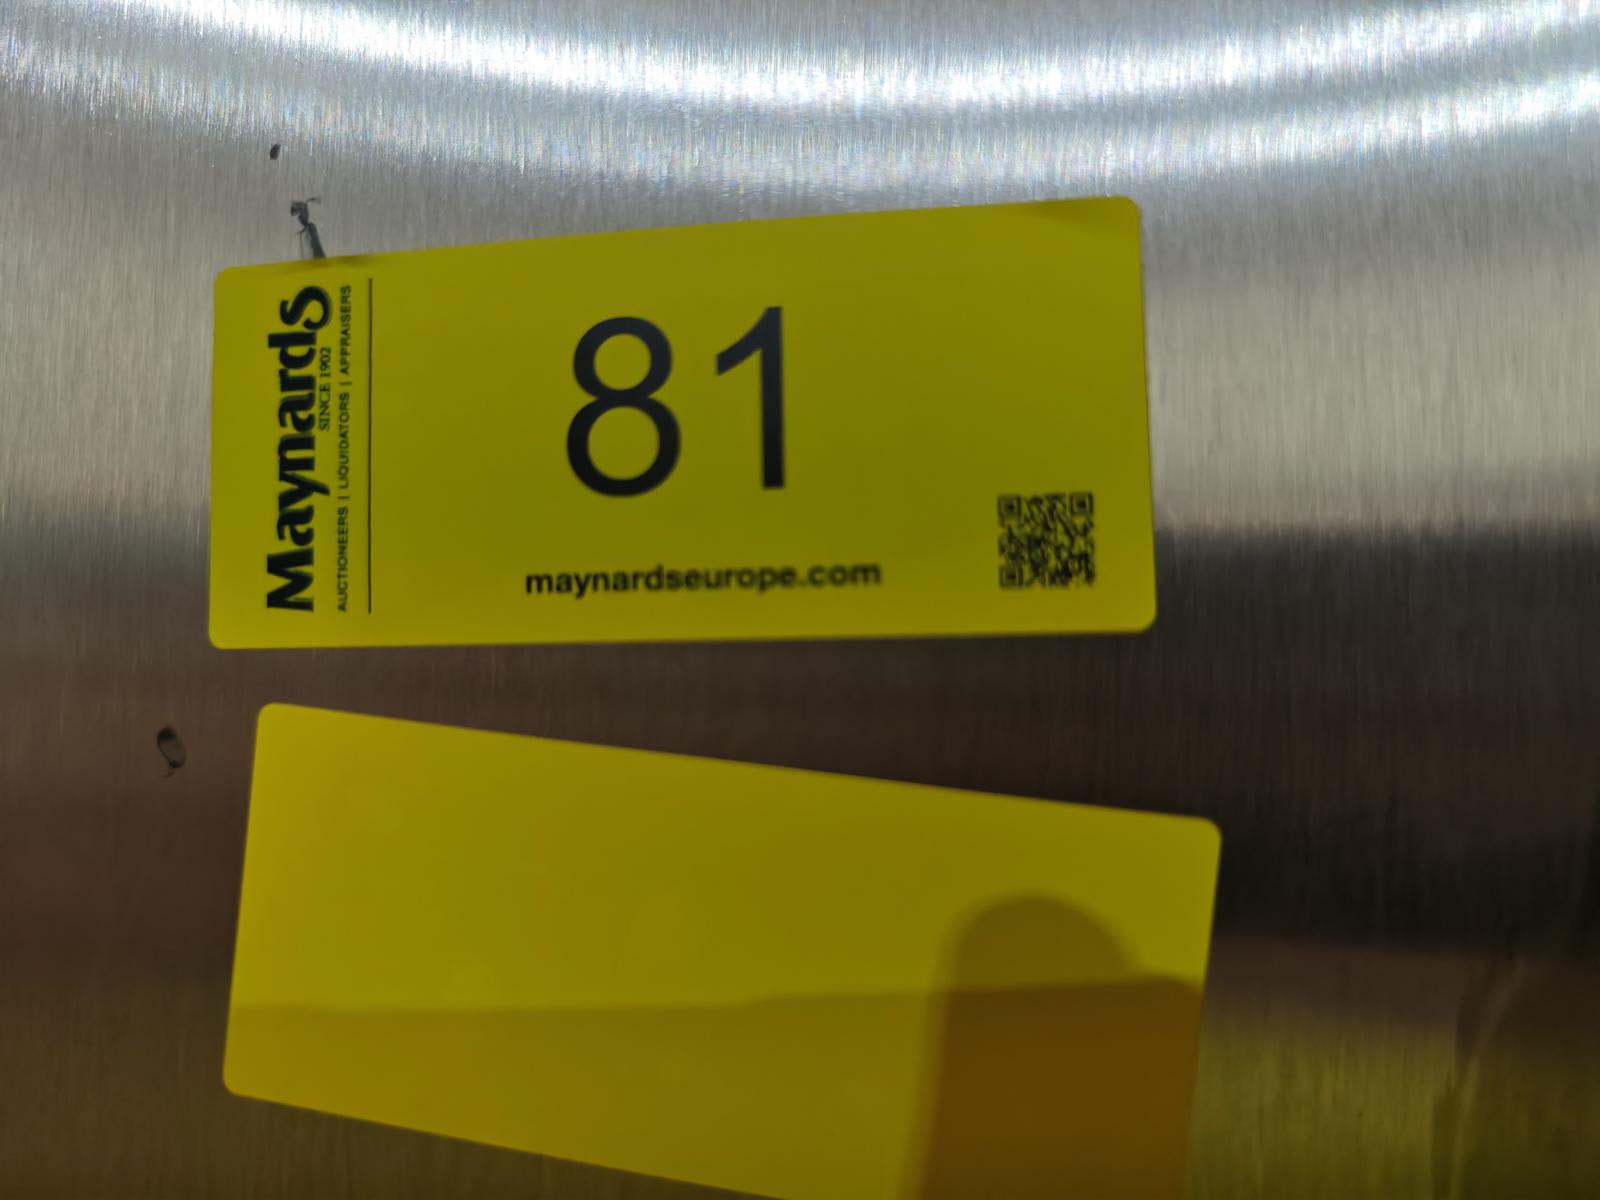 Maynards
SINCE 1902
AUCTIONEERS | LIQUIDATORS | APPRAISERS
81
maynardseurope.com